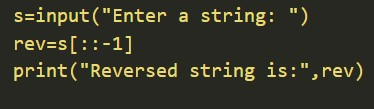 s=input("Enter a string: ")
rev=s[::-1]
print("Reversed string is:",rev)